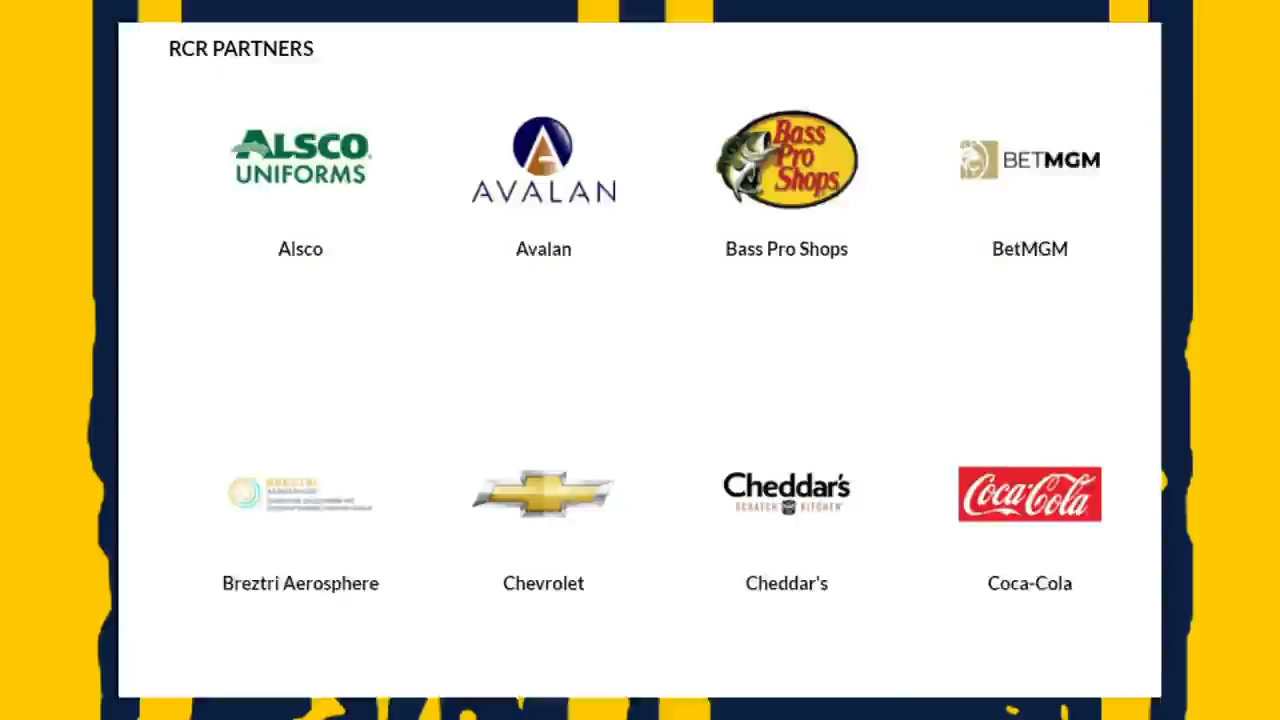 RCR PARTNERS
ALSCO
UNIFORMS
AVALAN
Bass
Pro
Shops
BETMGM
Alsco
Avalan
Bass Pro Shops
BetMGM
BREZTRI
Cheddar's
SCRATCH KITCHEN
Coca-Cola
Breztri Aerosphere
Chevrolet
Cheddar's
Coca-Cola